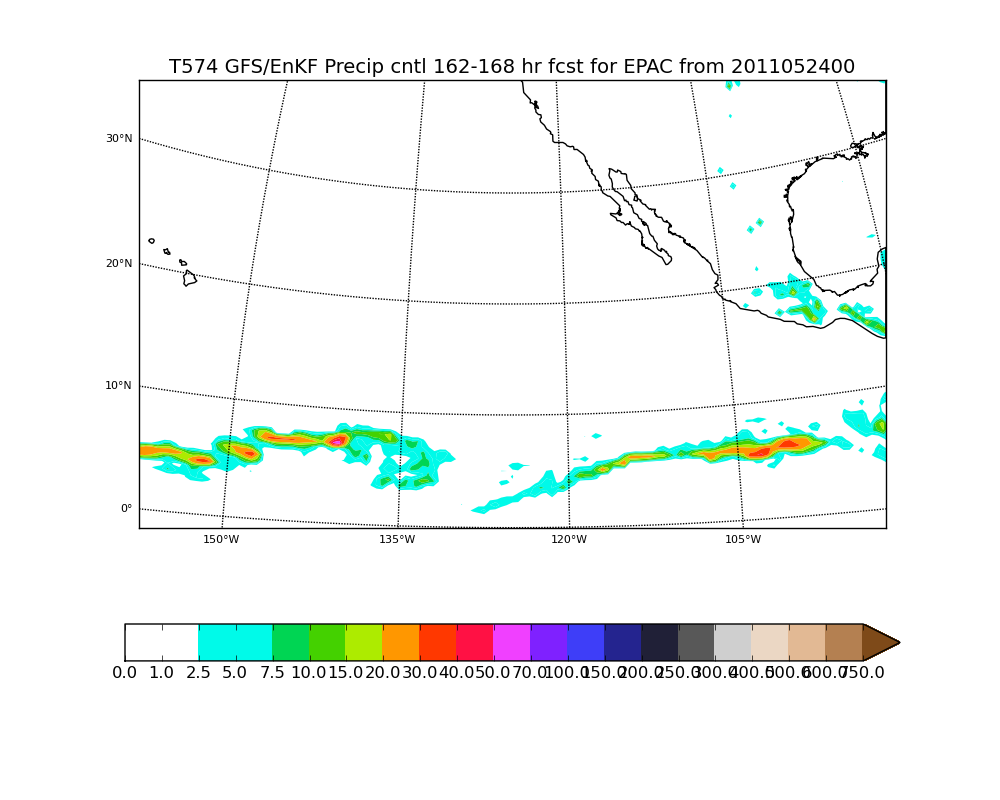 T574 GFS/EnKF Precip cntl 162-168 hr fcst for EPAC from 2011052400
30°N
20°N
10°N
0°
150°W 135°W 120°W 105°W
0.0 1.0 2.5 5.0 7.5 10.0 15.0 20.0 30.0 40.0 50.0 70.0 100.0 150.0 200.0 250.0 300.0 400.0 500.0 600.0 750.0